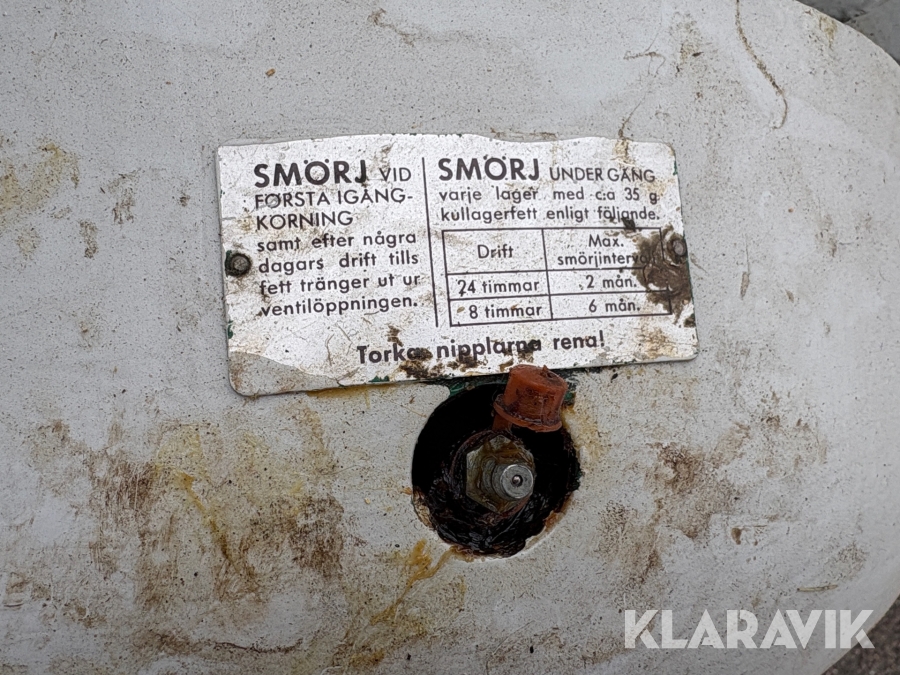 SMÖRJ VID
FÖRSTA IGÅNG-
KÖRNING
samt efter några
dagars drift tills
fett tränger ut ur
ventilöppningen.
SMÖRJ UNDER GÅNG
varje lager med c:a 35 g
kullagerfett enligt följande.
Drift
Max.
smörjinterval
24 timmar
2 mån.
8 timmar
6 mån.
Torka nipplarna rena!
KLARAVIK